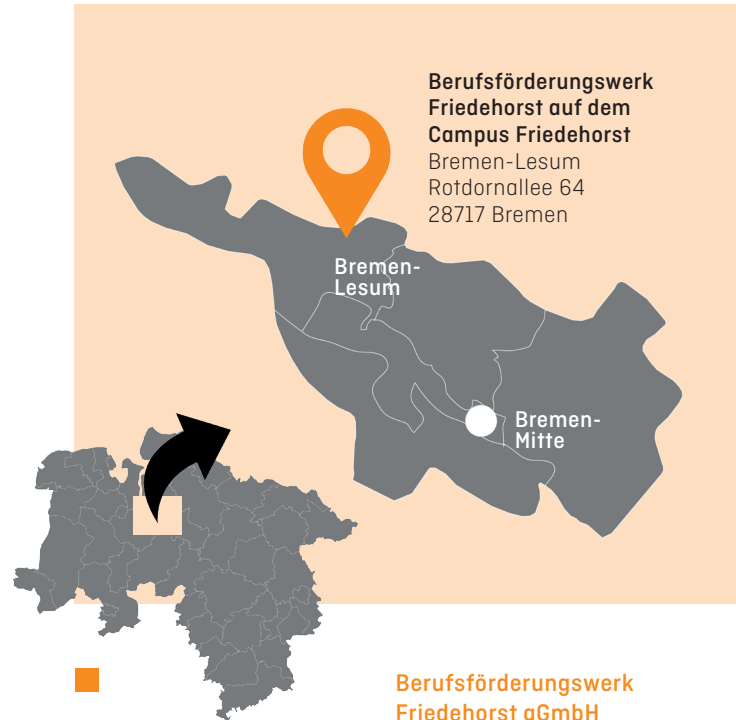 Berufsförderungswerk
Friedehorst auf dem
Campus Friedehorst
Bremen-Lesum
Rotdornallee 64
28717 Bremen
Bremen-
Lesum
Bremen-
Mitte
Berufsförderungswerk
Friedehorst gGmbH